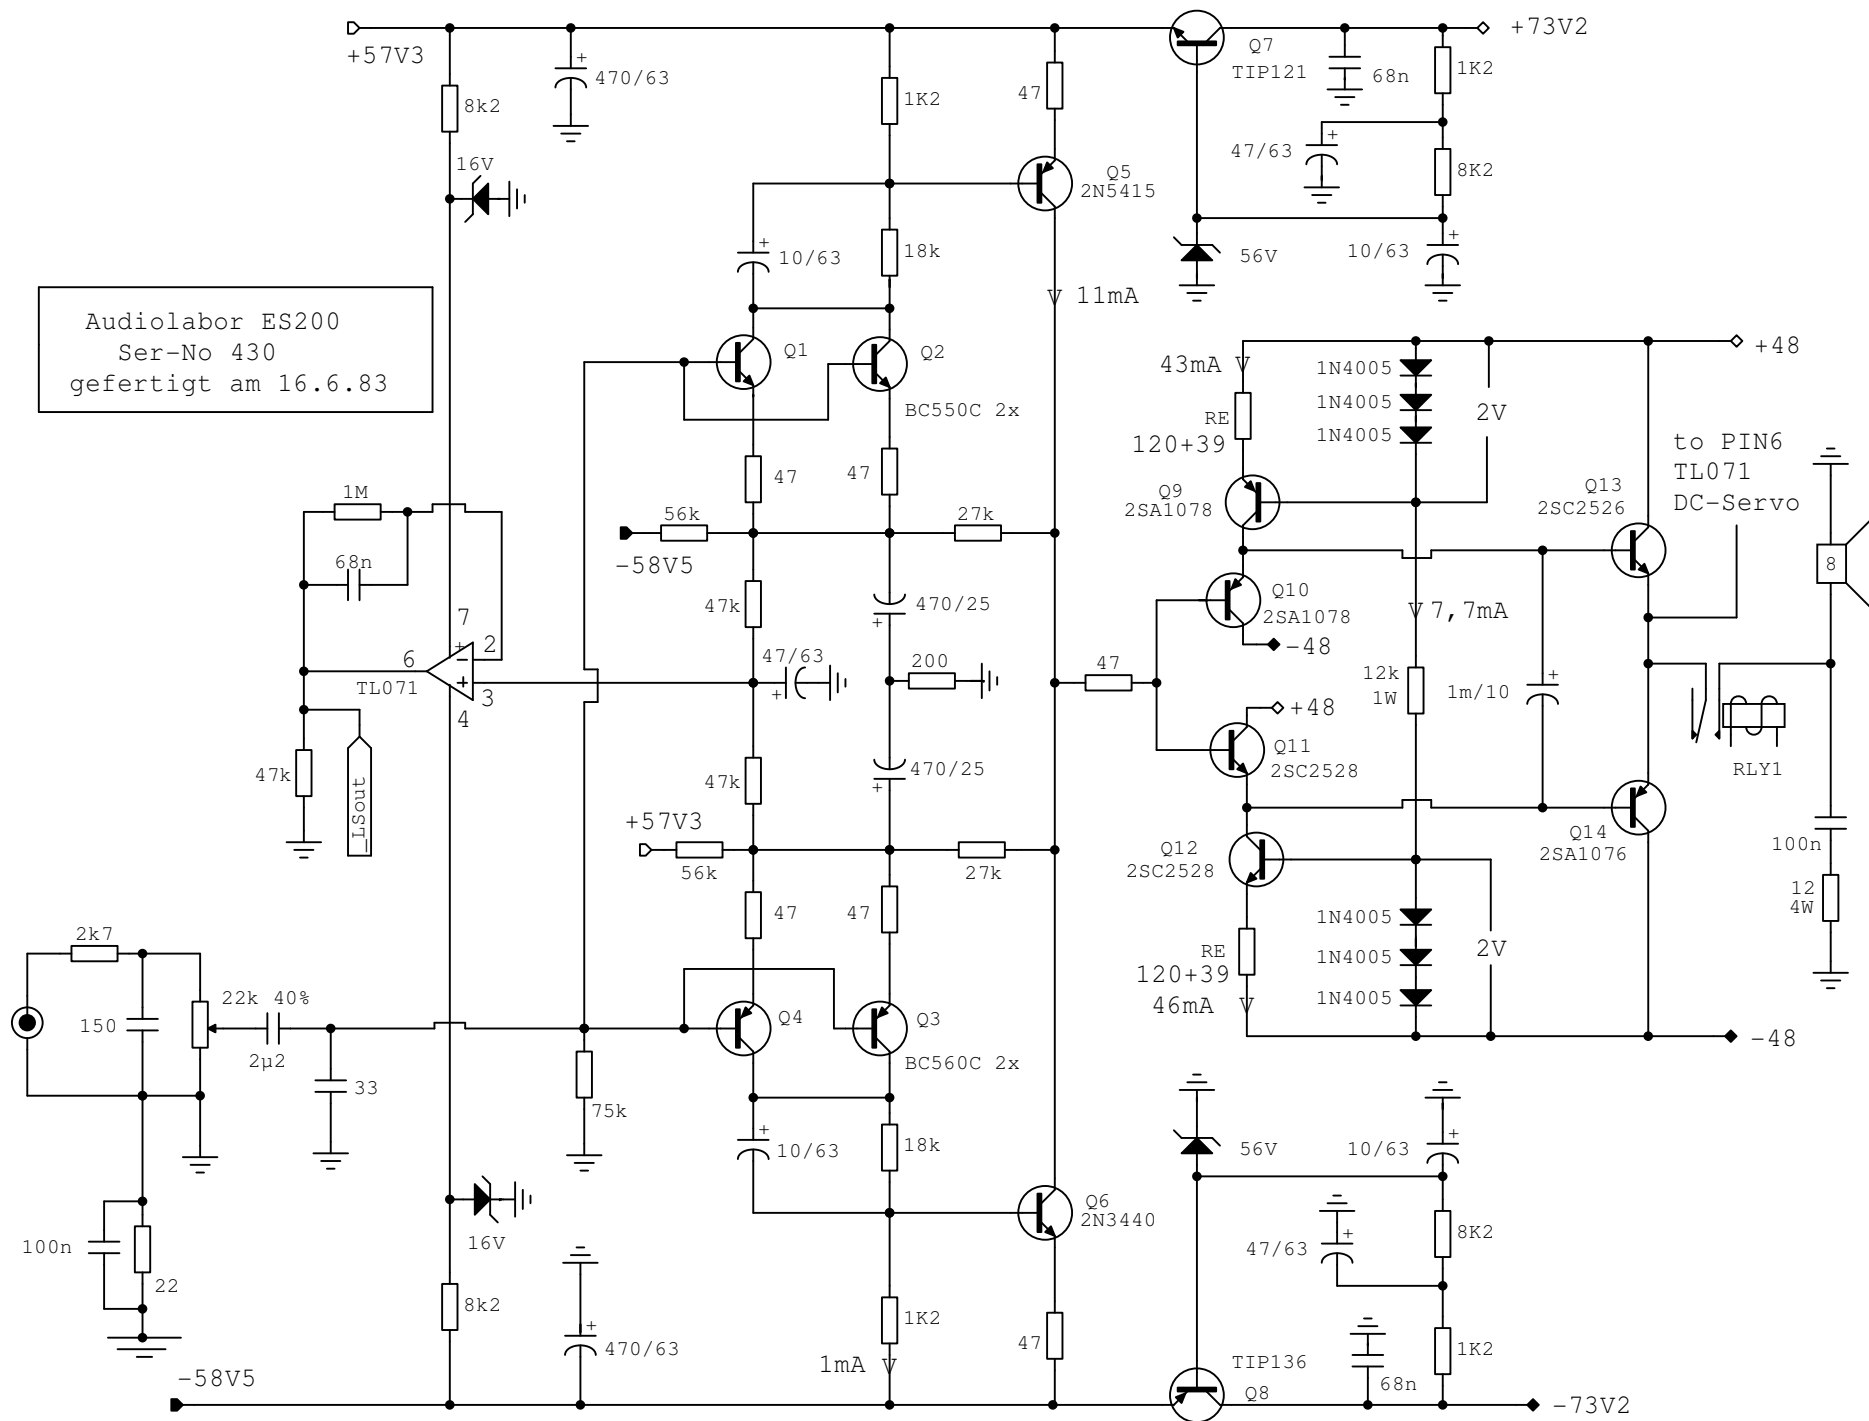 +57V3
8k2
470/63
1K2
47
Q7
TIP121
68n
1K2
+73V2
16V
47/63
8K2
Q5
2N5415
10/63
18k
56V
10/63
11mA
Audiolabor ES200
Ser-No 430
gefertigt am 16.6.83
Q1
Q2
BC550C 2x
43mA
RE
120+39
1N4005
1N4005
1N4005
2V
+48
47
47
Q9
2SA1078
Q13
2SC2526
to PIN6
TL071
DC-Servo
1M
68n
56k
27k
-58V5
8
47k
470/25
Q10
2SA1078
-48
7,7mA
7
2
6
TL071
3
4
47/63
200
47
12k
1W
1m/10
+48
Q11
2SC2528
RLY1
47k
_LSout
47k
470/25
+57V3
56k
27k
Q12
2SC2528
Q14
2SA1076
100n
12
4W
47
47
RE
120+39
46mA
1N4005
1N4005
1N4005
2V
-48
2k7
150
22k 40%
2µ2
33
Q4
Q3
BC560C 2x
75k
10/63
18k
56V
10/63
Q6
2N3440
100n
22
16V
8k2
470/63
1K2
1mA
47
47/63
8K2
1K2
TIP136
Q8
68n
-58V5
-73V2